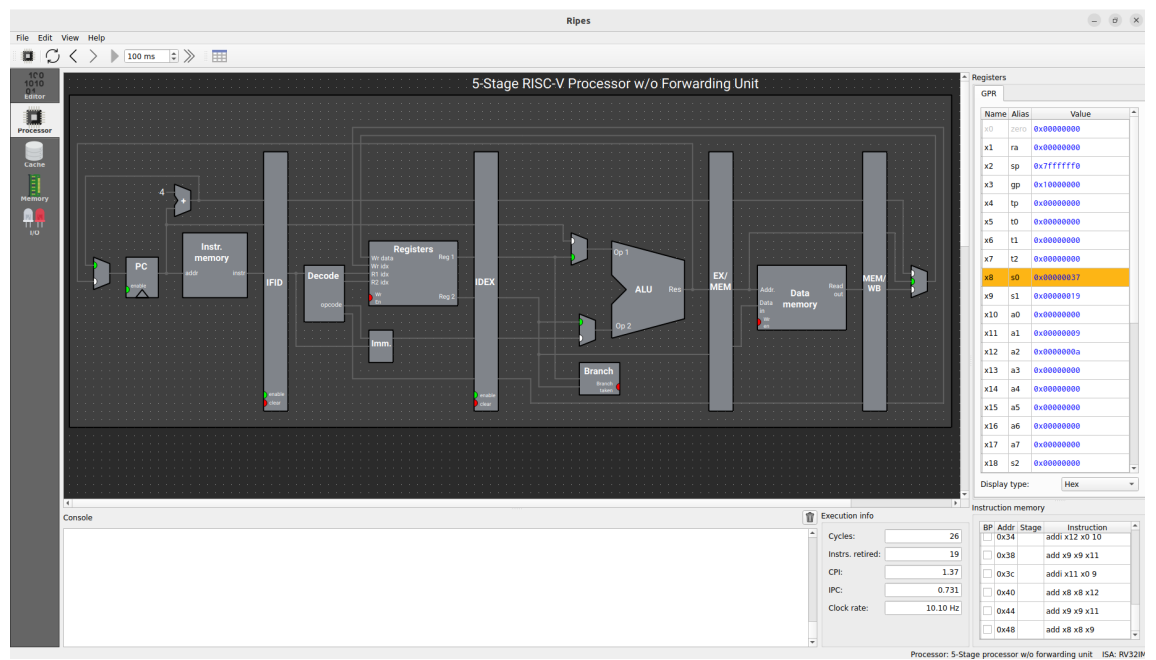 Ripes
File Edit View Help
100 ms
Editor
Processor
Cache
Memory
I/O
5-Stage RISC-V Processor w/o Forwarding Unit
4
+
PC
enable
Instr. memory
addr
instr
IFID
enable
clear
Decode
opcode
Registers
Wr data
Wr idx
R1 idx
R2 idx
Wr En
Reg 1
Reg 2
Imm.
IDEX
enable
clear
Op 1
ALU
Res
Op 2
Branch
Branch taken
EX/
MEM
Data memory
Addr.
Data in
Wr en
Read out
MEM/
WB
Registers
GPR
Name Alias Value
x0 zero 0x00000000
x1 ra 0x00000000
x2 sp 0x7ffffff0
x3 gp 0x10000000
x4 tp 0x00000000
x5 t0 0x00000000
x6 t1 0x00000000
x7 t2 0x00000000
x8 s0 0x00000037
x9 s1 0x00000019
x10 a0 0x00000000
x11 a1 0x00000009
x12 a2 0x0000000a
x13 a3 0x00000000
x14 a4 0x00000000
x15 a5 0x00000000
x16 a6 0x00000000
x17 a7 0x00000000
x18 s2 0x00000000
Display type: Hex
Console
Execution info
Cycles: 26
Instrs. retired: 19
CPI: 1.37
IPC: 0.731
Clock rate: 10.10 Hz
Instruction memory
BP Addr Stage Instruction
0x34 addi x12 x0 10
0x38 add x9 x9 x11
0x3c addi x11 x0 9
0x40 add x8 x8 x12
0x44 add x9 x9 x11
0x48 add x8 x8 x9
Processor: 5-Stage processor w/o forwarding unit ISA: RV32IM